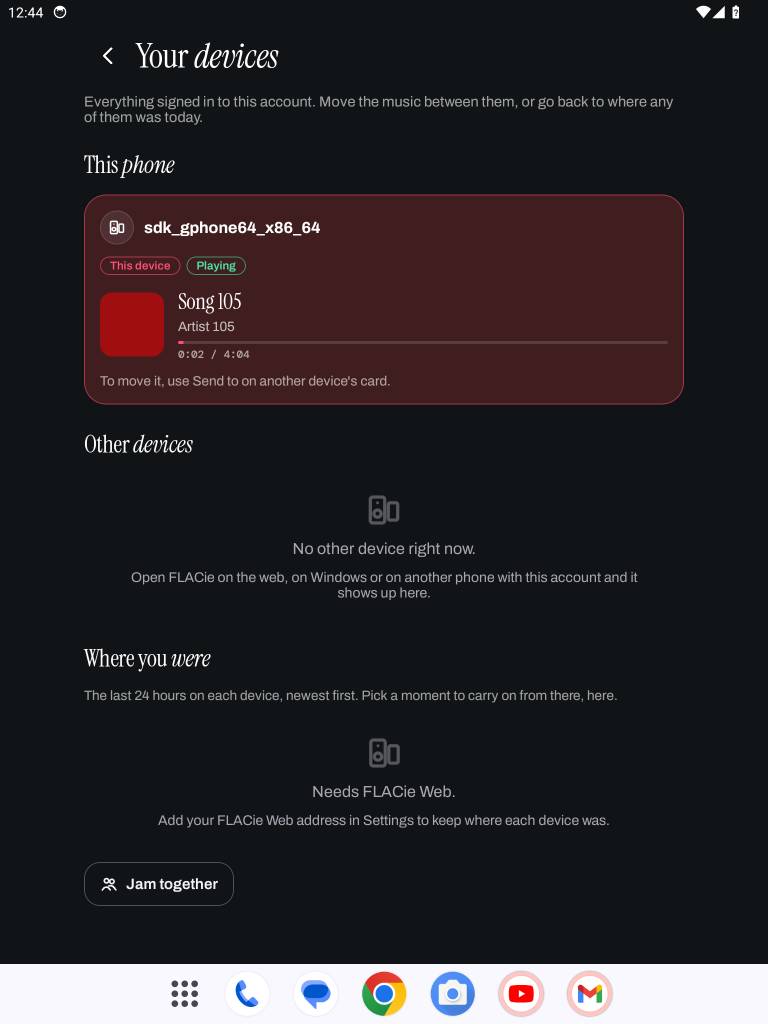 12:44
Your devices
Everything signed in to this account. Move the music between them, or go back to where any
of them was today.
This phone
sdk_gphone64_x86_64
This device
Playing
Song 105
Artist 105
0:02 / 4:04
To move it, use Send to on another device's card.
Other devices
No other device right now.
Open FLACie on the web, on Windows or on another phone with this account and it
shows up here.
Where you were
The last 24 hours on each device, newest first. Pick a moment to carry on from there, here.
Needs FLACie Web.
Add your FLACie Web address in Settings to keep where each device was.
Jam together